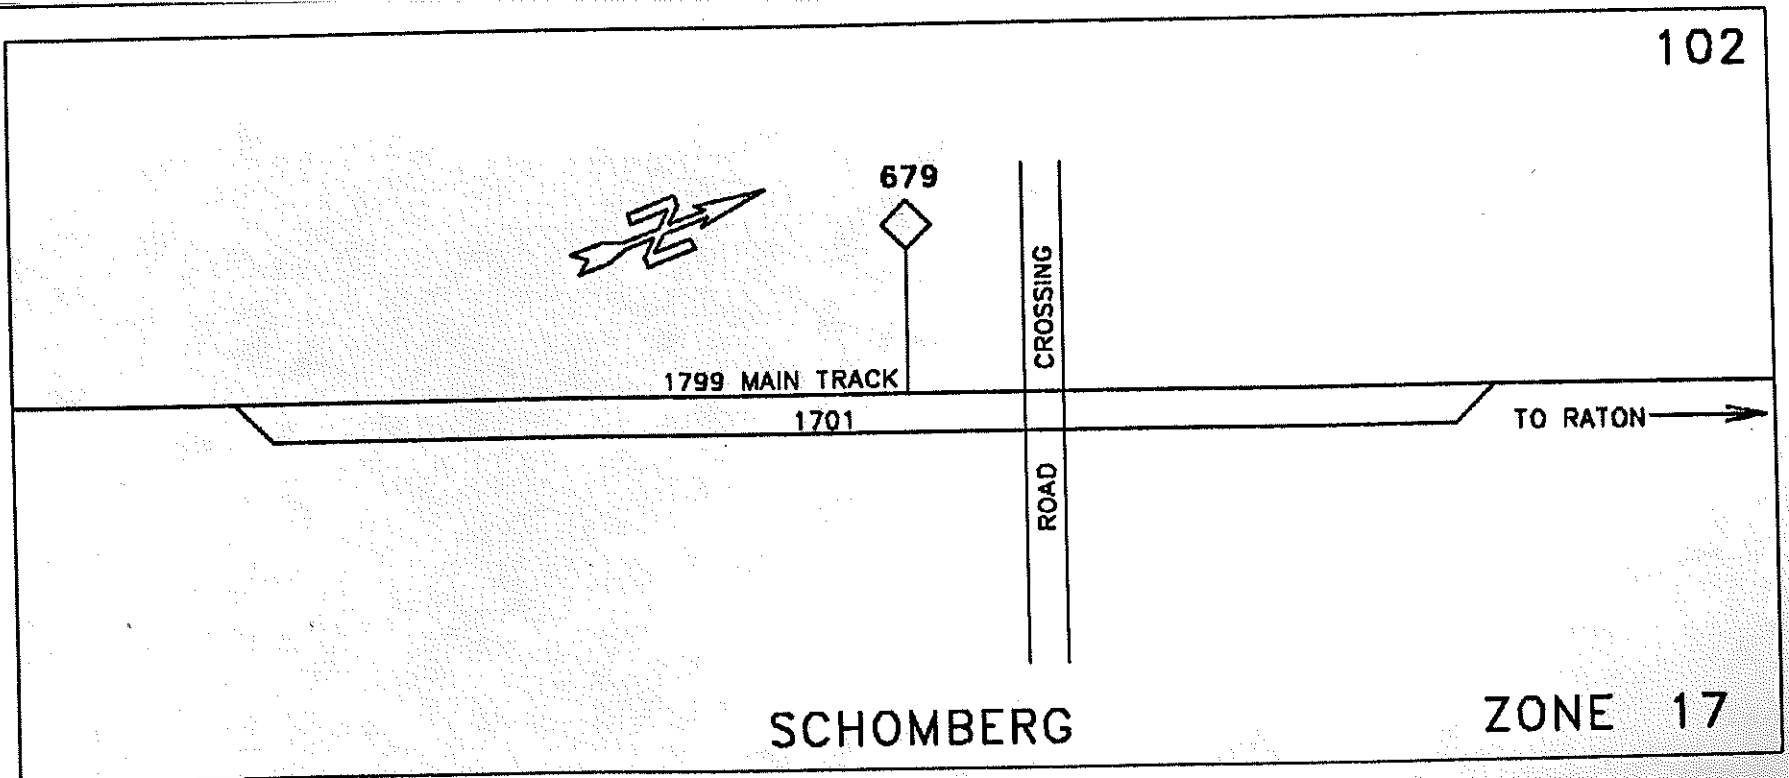 102
679
CROSSING
1799 MAIN TRACK
1701
TO RATON
ROAD
SCHOMBERG
ZONE 17